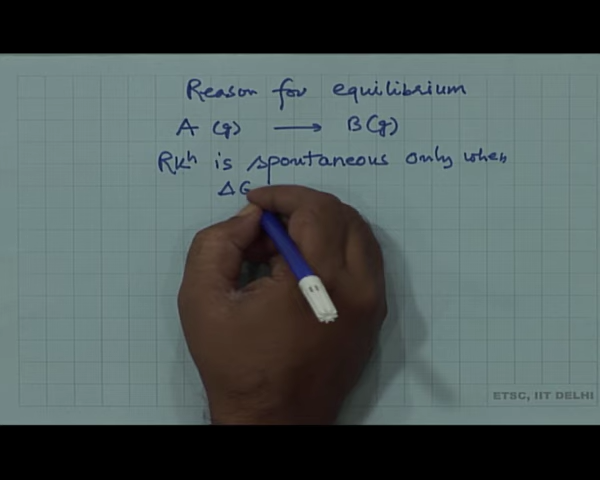 Reason for equilibrium
A (g) → B(g)
Rxn is spontaneous only when
ΔG
ETSC, IIT DELHI